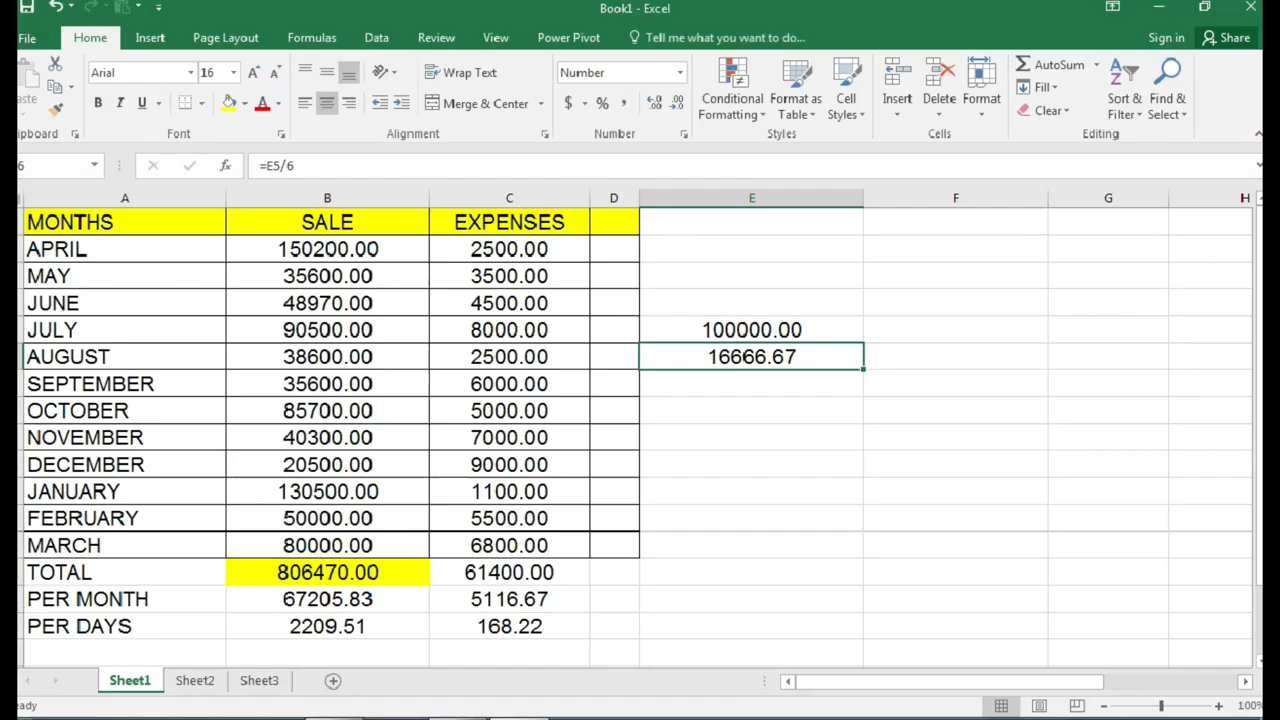 Book1 - Excel
File Home Insert Page Layout Formulas Data Review View Power Pivot Tell me what you want to do... Sign in Share
Arial 16 Wrap Text Number AutoSum
Fill
B I U Merge & Center $ % , Conditional Formatting Format as Table Cell Styles Insert Delete Format Clear Sort & Filter Find & Select
Font Alignment Number Styles Cells Editing
fx =E5/6
A B C D E F G H
MONTHS SALE EXPENSES
APRIL 150200.00 2500.00
MAY 35600.00 3500.00
JUNE 48970.00 4500.00
JULY 90500.00 8000.00 100000.00
AUGUST 38600.00 2500.00 16666.67
SEPTEMBER 35600.00 6000.00
OCTOBER 85700.00 5000.00
NOVEMBER 40300.00 7000.00
DECEMBER 20500.00 9000.00
JANUARY 130500.00 1100.00
FEBRUARY 50000.00 5500.00
MARCH 80000.00 6800.00
TOTAL 806470.00 61400.00
PER MONTH 67205.83 5116.67
PER DAYS 2209.51 168.22
Sheet1 Sheet2 Sheet3